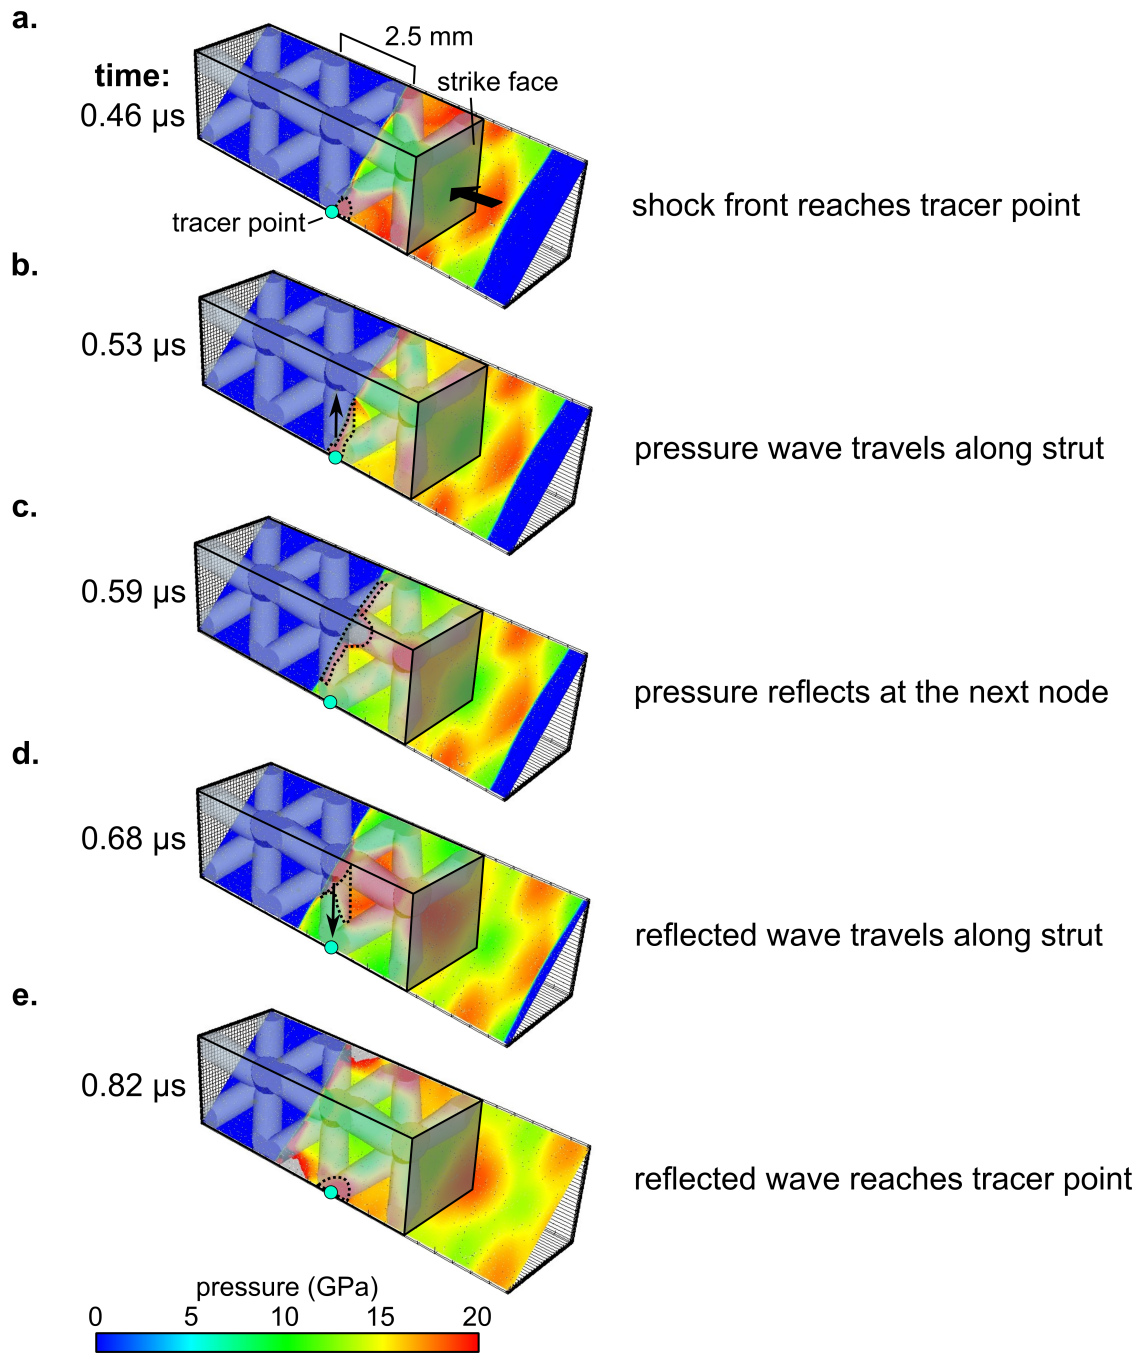 a.
2.5 mm
time:
strike face
0.46 µs
shock front reaches tracer point
tracer point
b.
0.53 µs
pressure wave travels along strut
c.
0.59 µs
pressure reflects at the next node
d.
0.68 µs
reflected wave travels along strut
e.
0.82 µs
reflected wave reaches tracer point
pressure (GPa)
0 5 10 15 20